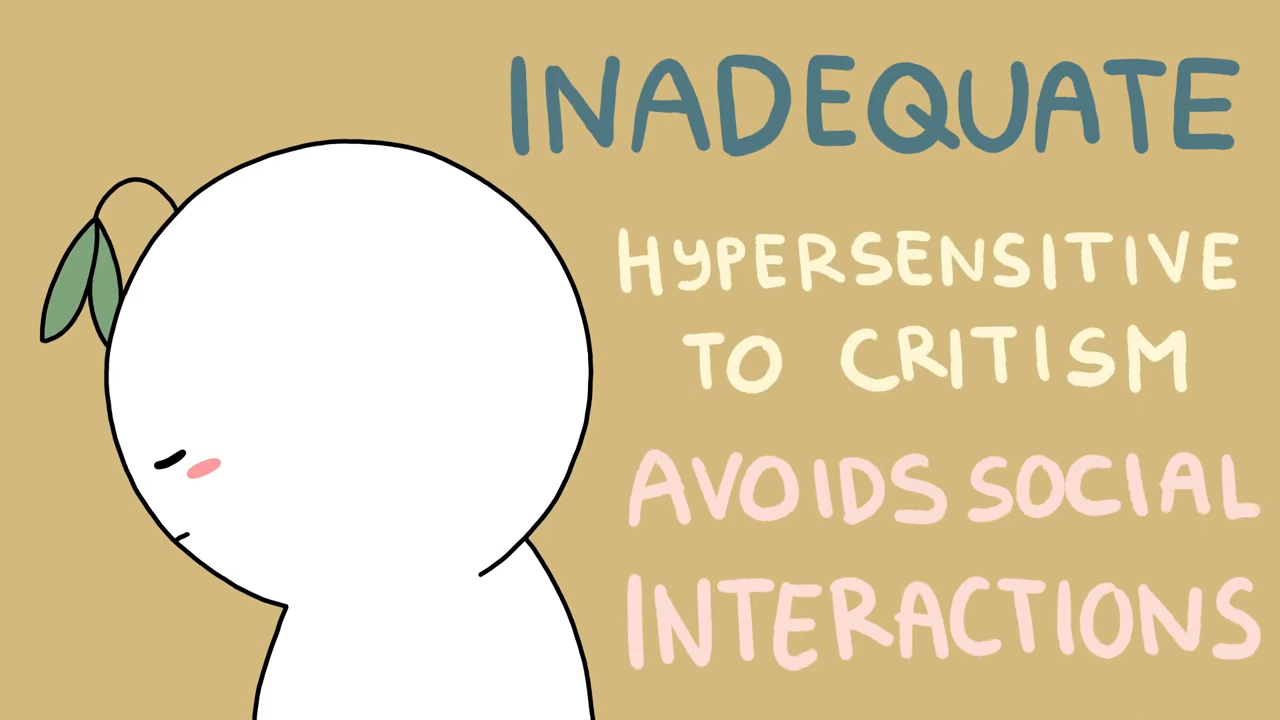 INADEQUATE
HYPERSENSITIVE
TO CRITISM
AVOIDS SOCIAL
INTERACTIONS